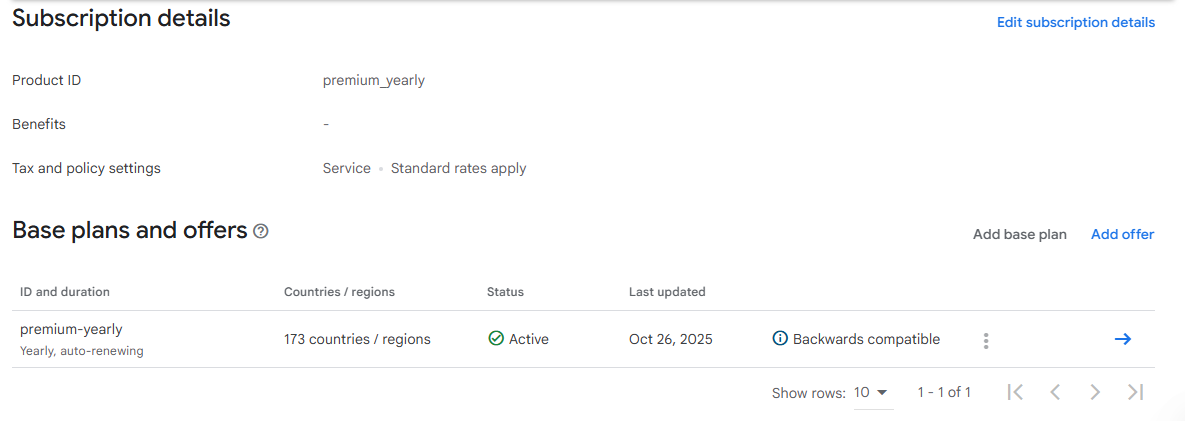 Subscription details
Edit subscription details
Product ID premium_yearly
Benefits -
Tax and policy settings Service • Standard rates apply
Base plans and offers
Add base plan Add offer
ID and duration Countries / regions Status Last updated
premium-yearly
Yearly, auto-renewing
173 countries / regions Active Oct 26, 2025 Backwards compatible
Show rows: 10 1 - 1 of 1